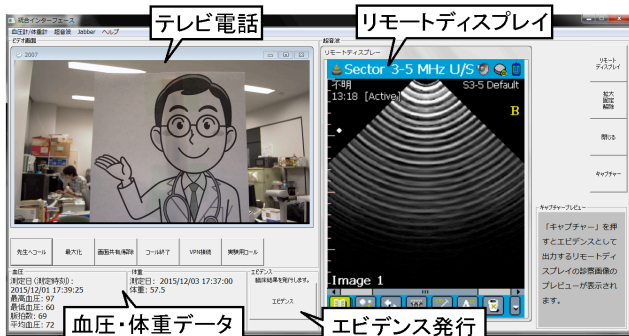 統合インターフェース
血圧計/体重計 超音波 Jabber ヘルプ
テレビ電話
リモートディスプレイ
ビデオ画面
超音波
2007
リモートディスプレー
Sector 3-5 MHz U/S
不明
S3-5 Default
13:18 [Active]
B
Image 1
リモート
ディスプレイ
拡大
固定
解除
閉じる
キャプチャー
キャプチャープレビュー
「キャプチャー」を押
すとエビデンスとして
出力するリモートディ
スプレイの診察画像の
プレビューが表示され
ます。
先生へコール
最大化
画面共有/解除
コール終了
VPN接続
実験用コール
血圧
測定日(測定時刻):
2015/12/01 17:39:25
最高血圧: 97
最低血圧: 60
脈拍数: 69
平均血圧: 72
体重
測定日: 2015/12/03 17:37:00
体重: 57.5
エビデンス
臨床結果を発行します。
エビデンス
血圧・体重データ
エビデンス発行